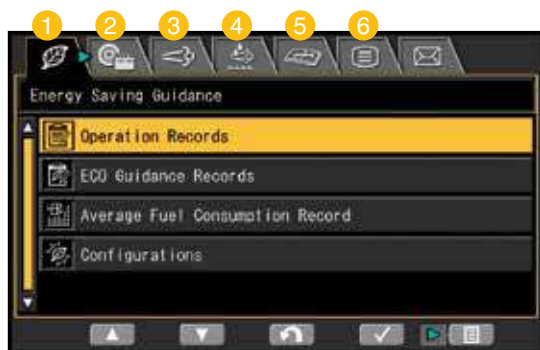 1 2 3 4 5 6
Energy Saving Guidance
Operation Records
ECO Guidance Records
Average Fuel Consumption Record
Configurations